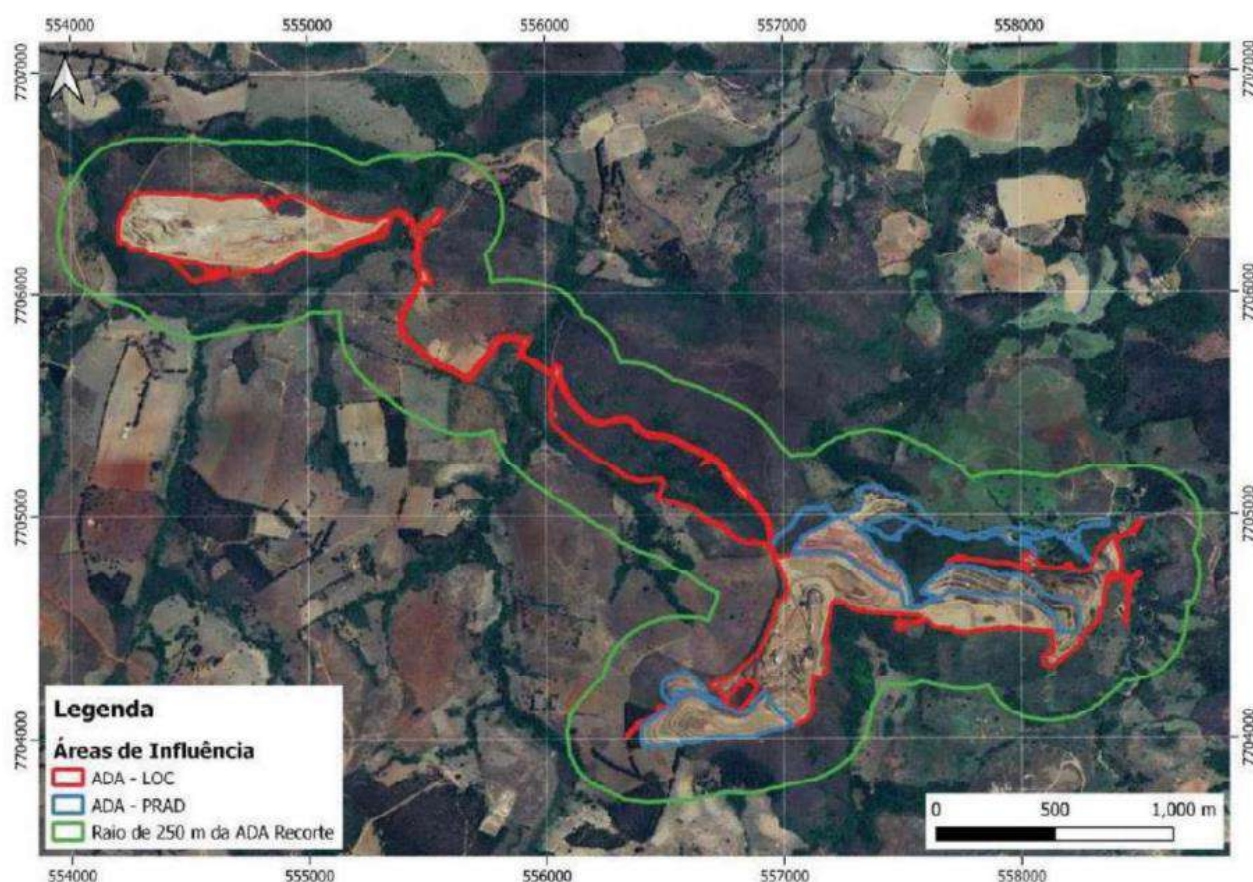 554000 555000 556000 557000 558000
7707000 7707000
7706000 7706000
7705000 7705000
7704000 7704000
Legenda
Áreas de Influência
ADA - LOC
ADA - PRAD
Raio de 250 m da ADA Recorte
0 500 1,000 m
554000 555000 556000 557000 558000